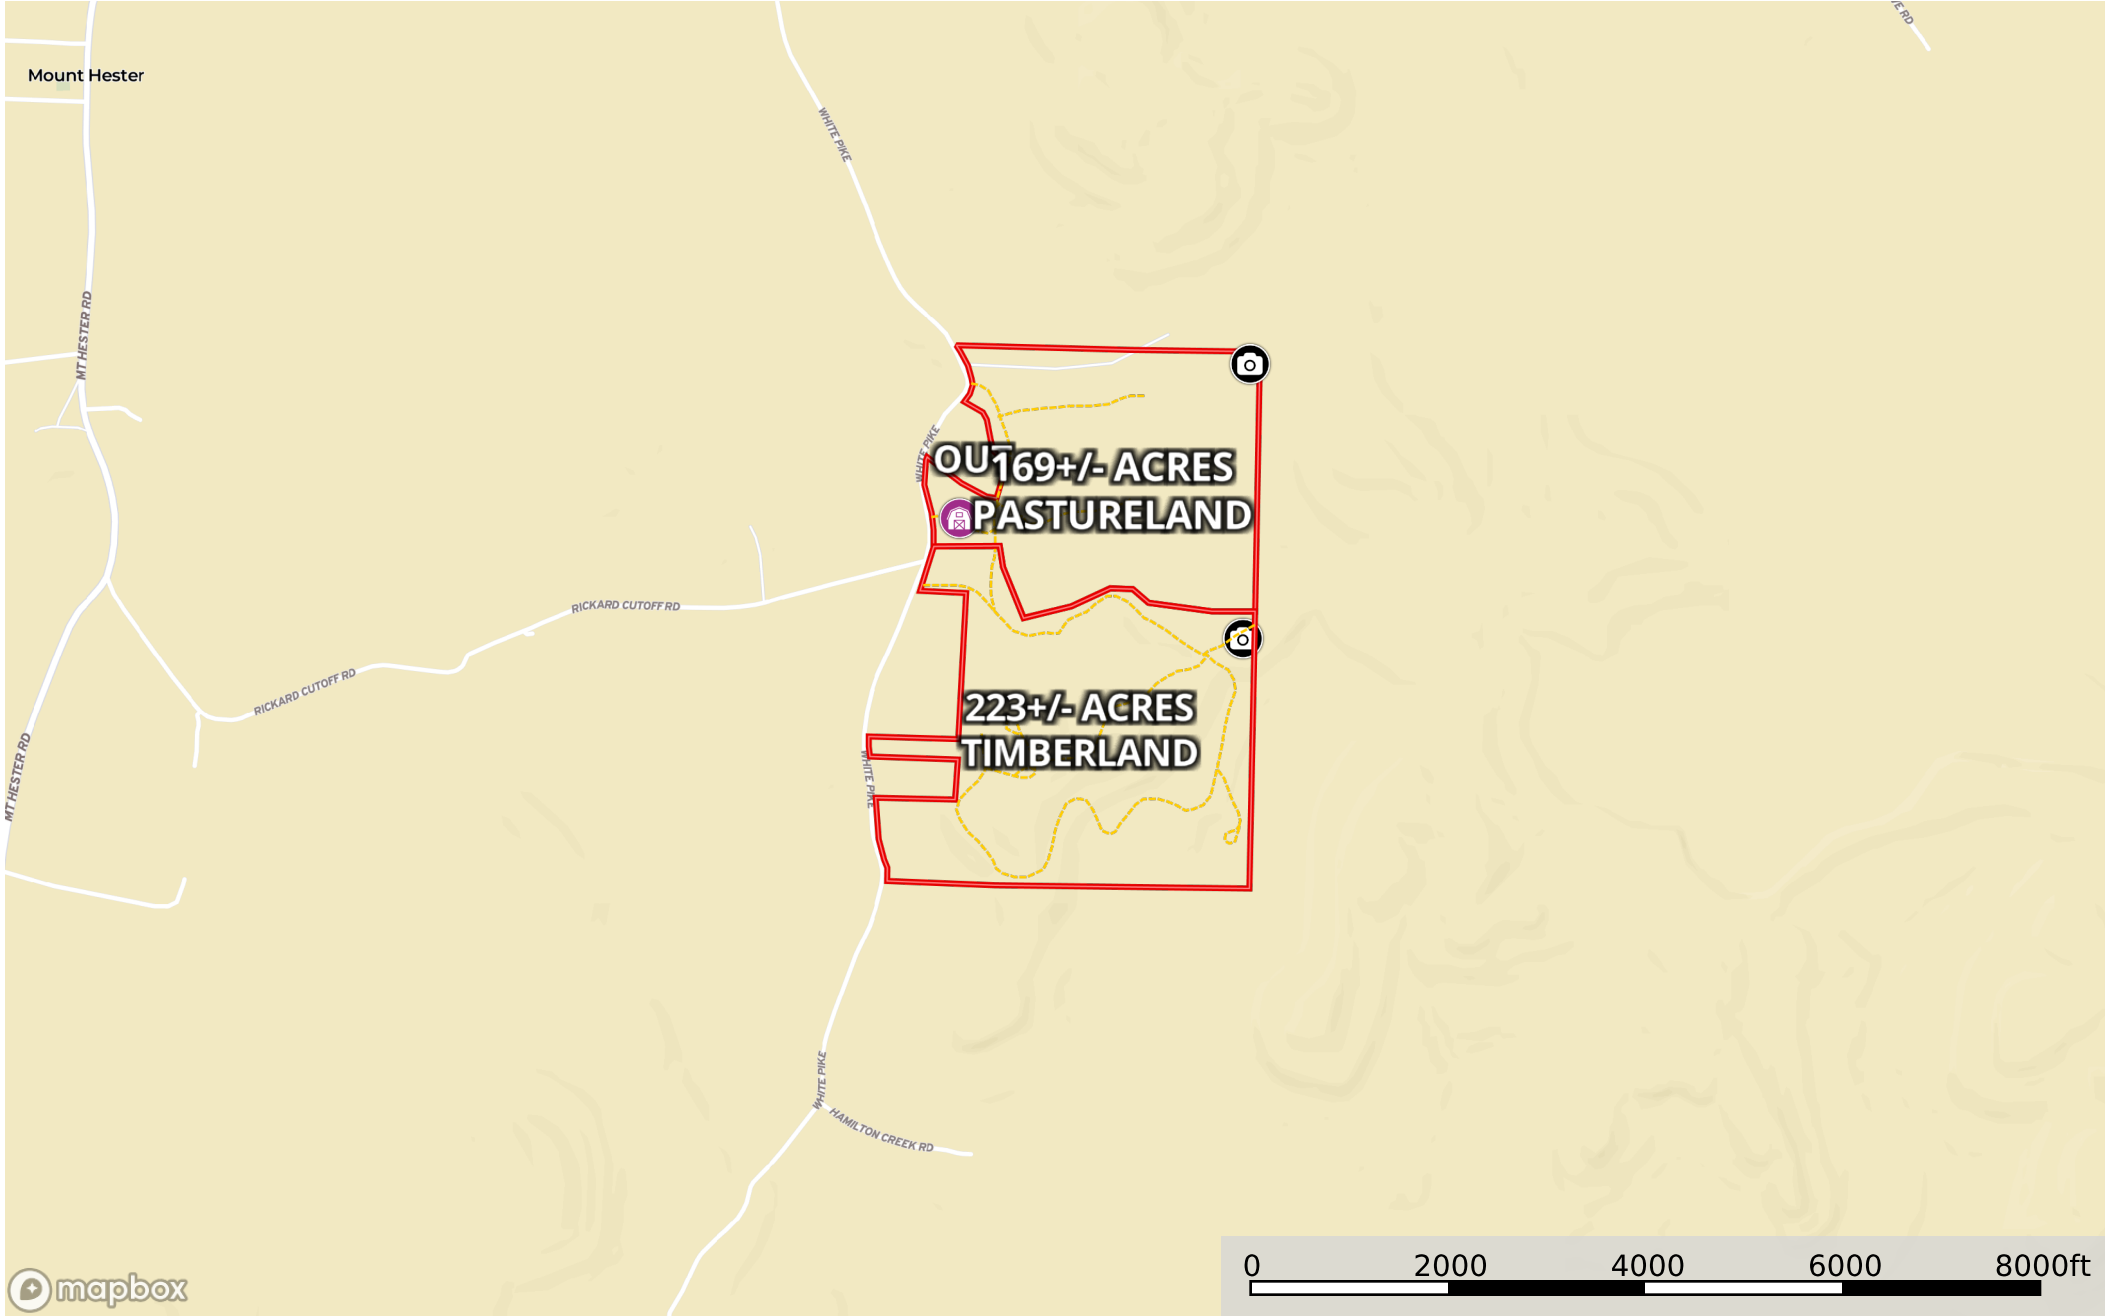 VE RD
Mount Hester
WHITE PIKE
MT HESTER RD
WHITE PIKE
OUT
169+/- ACRES
PASTURELAND
RICKARD CUTOFF RD
RICKARD CUTOFF RD
223+/- ACRES
TIMBERLAND
MT HESTER RD
WHITE PIKE
WHITE PIKE
HAMILTON CREEK RD
0 2000 4000 6000 8000ft
mapbox